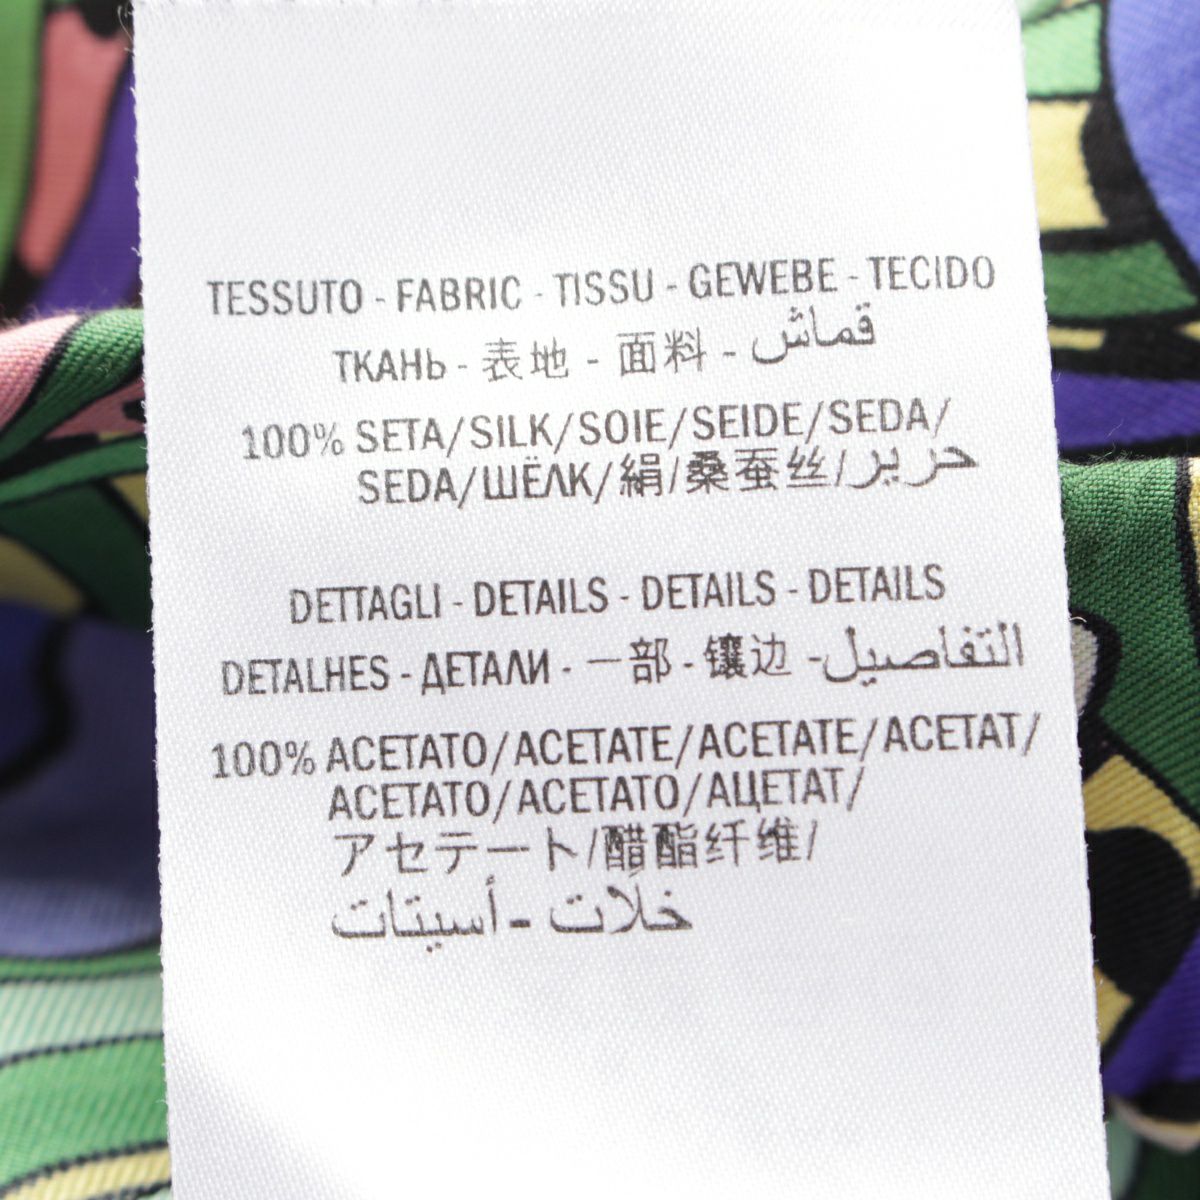 TESSUTO - FABRIC - TISSU - GEWEBE - TECIDO
ТКАНЬ - 表地 - 面料 - قماش
100% SETA/SILK/SOIE/SEIDE/SEDA/
SEDA/ШЁЛК/絹/桑蚕丝/حرير
DETTAGLI - DETAILS - DETAILS - DETAILS
DETALHES - ДЕТАЛИ - 一部 - 镶边 - التفاصيل
100% ACETATO/ACETATE/ACETATE/ACETAT/
ACETATO/ACETATO/АЦЕТАТ/
アセテート/醋酯纤维/
خلات - أسيتات